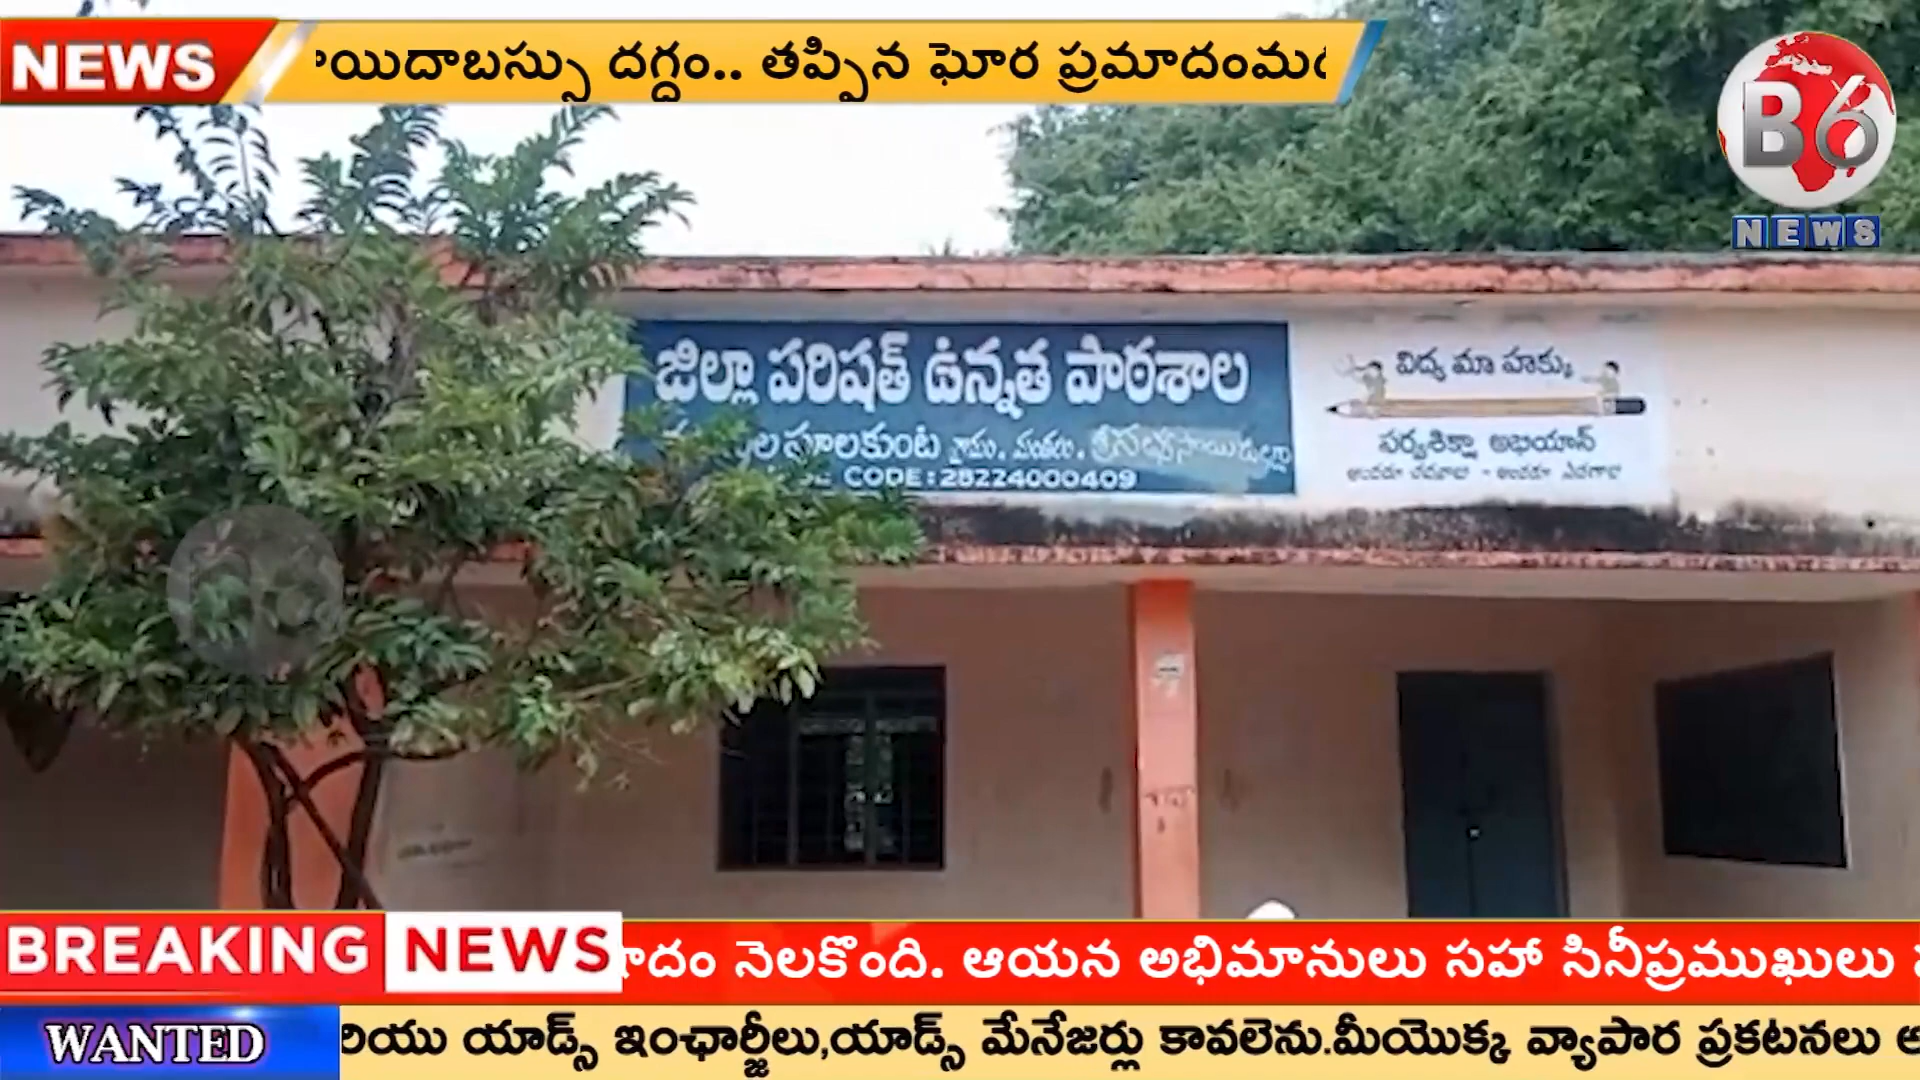 NEWS
దాబస్సు దగ్దం.. తప్పిన ఘోర ప్రమాదం
B6
NEWS
జిల్లా పరిషత్ ఉన్నత పాఠశాల
CODE:28224000409
విద్య మా హక్కు
సర్వశిక్షా అభియాన్
BREAKING NEWS
నెలకొంది. ఆయన అభిమానులు సహా సినీప్రముఖులు
WANTED
యాడ్స్ ఇంఛార్జీలు,యాడ్స్ మేనేజర్లు కావలెను.మీయొక్క వ్యాపార ప్రకటనలు